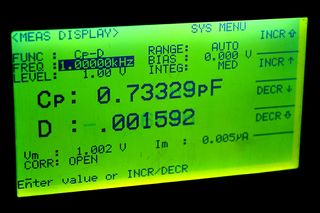 <MEAS DISPLAY> SYS MENU
FUNC : Cp-D RANGE: AUTO
FREQ : 1.00000kHz BIAS : 0.000 V
LEVEL: 1.00 V INTEG: MED
INCR ⇧
INCR ↑
DECR ↓
DECR ⇩
Cp: 0.73329pF
D : .001592
Vm : 1.002 V Im : 0.005µA
CORR: OPEN
Enter value or INCR/DECR